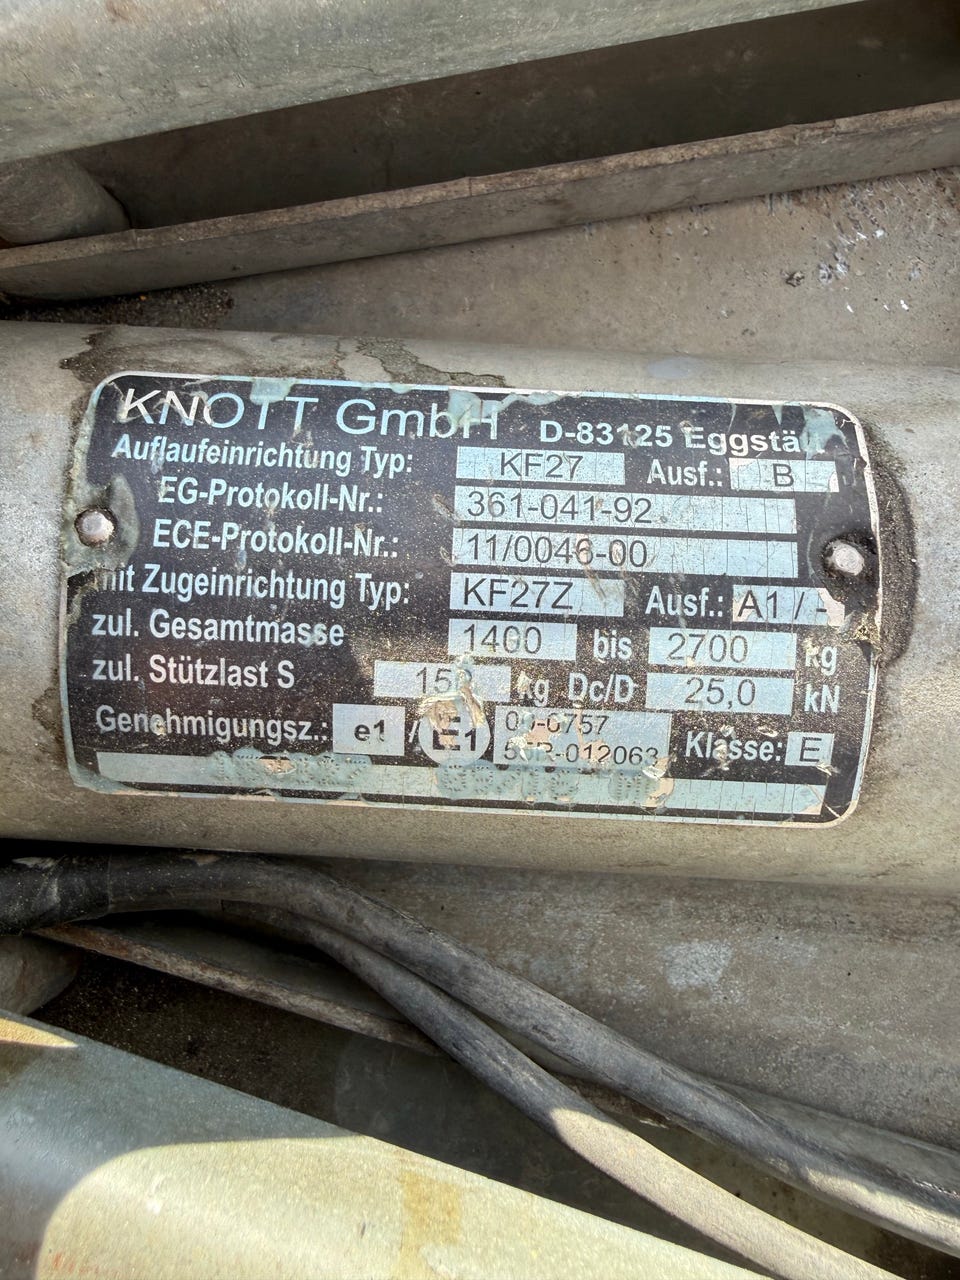 KNOTT GmbH D-83125 Eggstätt
Auflaufeinrichtung Typ: KF27 Ausf.: B
EG-Protokoll-Nr.: 361-041-92
ECE-Protokoll-Nr.: 11/0046-00
mit Zugeinrichtung Typ: KF27Z Ausf.: A1 / -
zul. Gesamtmasse 1400 bis 2700 kg
zul. Stützlast S kg Dc/D 25,0 kN
Genehmigungsz.: e1 / E1 00-0757
55R-012063 Klasse: E